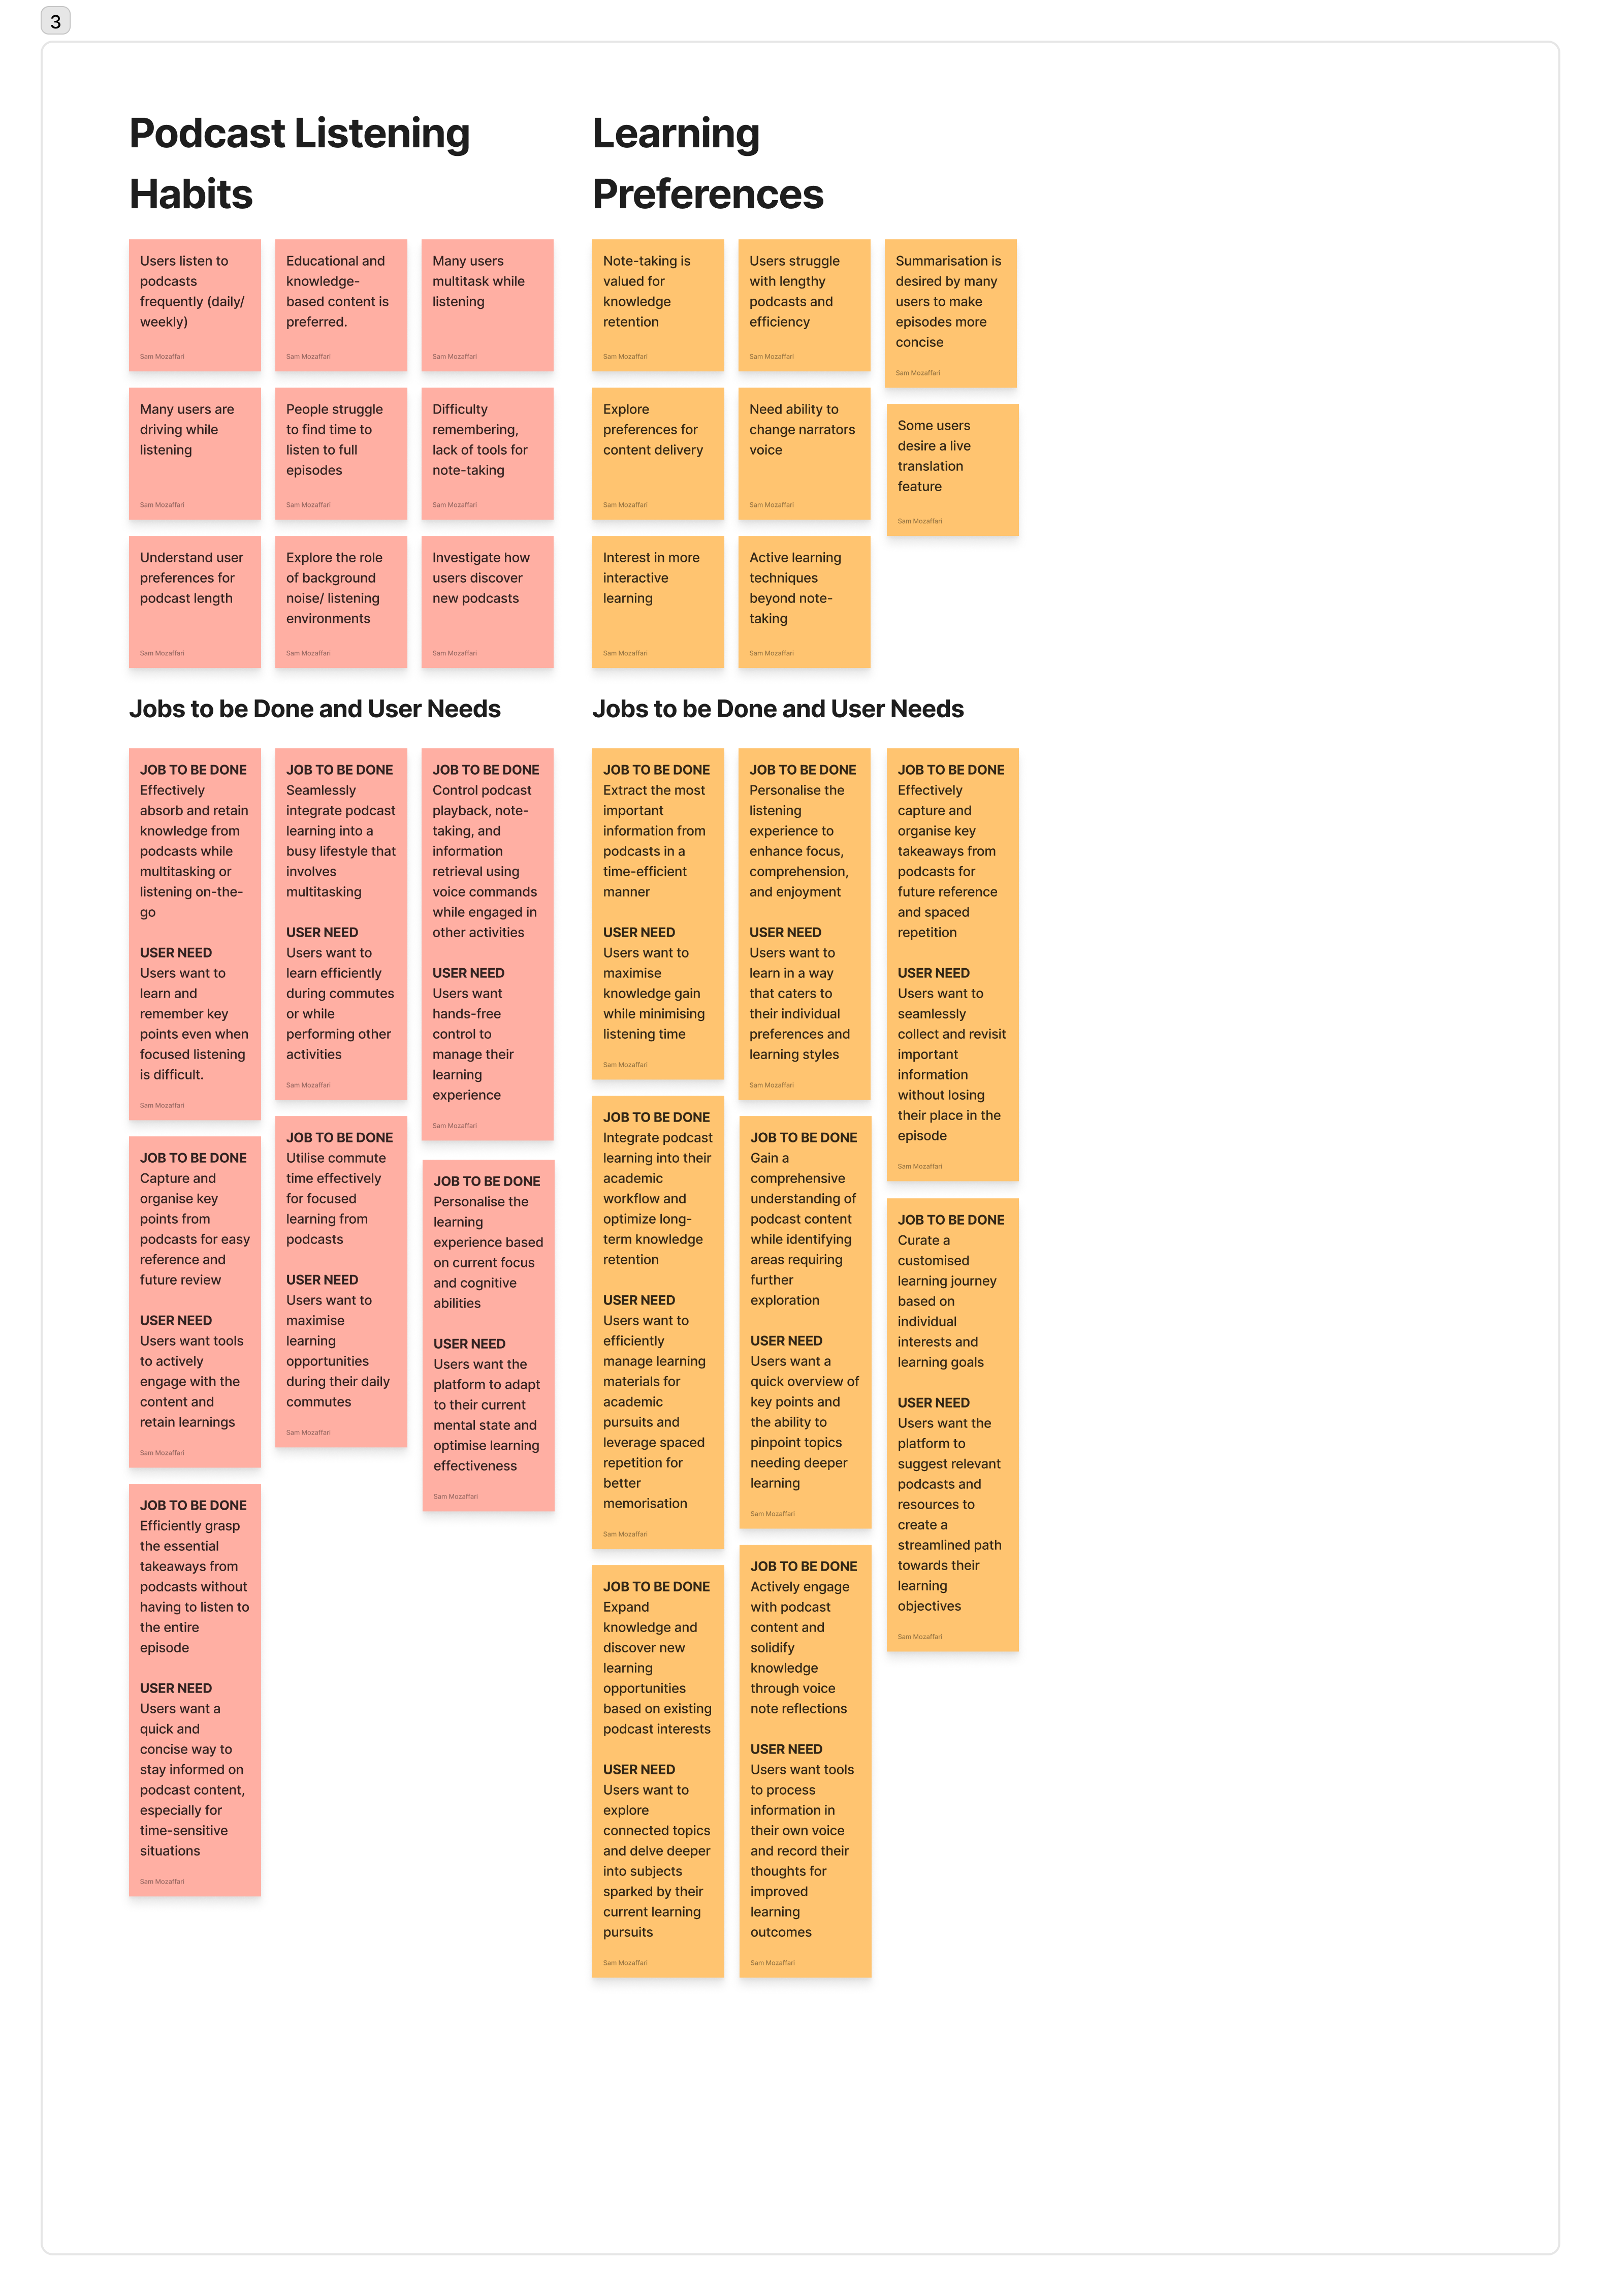 3
Podcast Listening
Habits
Users listen to
podcasts
frequently (daily/
weekly)
Sam Mozaffari
Educational and
knowledge-
based content is
preferred.
Sam Mozaffari
Many users
multitask while
listening
Sam Mozaffari
Many users are
driving while
listening
Sam Mozaffari
People struggle
to find time to
listen to full
episodes
Sam Mozaffari
Difficulty
remembering,
lack of tools for
note-taking
Sam Mozaffari
Understand user
preferences for
podcast length
Sam Mozaffari
Explore the role
of background
noise/ listening
environments
Sam Mozaffari
Investigate how
users discover
new podcasts
Sam Mozaffari
Jobs to be Done and User Needs
JOB TO BE DONE
Effectively
absorb and retain
knowledge from
podcasts while
multitasking or
listening on-the-
go
USER NEED
Users want to
learn and
remember key
points even when
focused listening
is difficult.
Sam Mozaffari
JOB TO BE DONE
Seamlessly
integrate podcast
learning into a
busy lifestyle that
involves
multitasking
USER NEED
Users want to
learn efficiently
during commutes
or while
performing other
activities
Sam Mozaffari
JOB TO BE DONE
Control podcast
playback, note-
taking, and
information
retrieval using
voice commands
while engaged in
other activities
USER NEED
Users want
hands-free
control to
manage their
learning
experience
Sam Mozaffari
JOB TO BE DONE
Capture and
organise key
points from
podcasts for easy
reference and
future review
USER NEED
Users want tools
to actively
engage with the
content and
retain learnings
Sam Mozaffari
JOB TO BE DONE
Utilise commute
time effectively
for focused
learning from
podcasts
USER NEED
Users want to
maximise
learning
opportunities
during their daily
commutes
Sam Mozaffari
JOB TO BE DONE
Personalise the
learning
experience based
on current focus
and cognitive
abilities
USER NEED
Users want the
platform to adapt
to their current
mental state and
optimise learning
effectiveness
Sam Mozaffari
JOB TO BE DONE
Efficiently grasp
the essential
takeaways from
podcasts without
having to listen to
the entire
episode
USER NEED
Users want a
quick and
concise way to
stay informed on
podcast content,
especially for
time-sensitive
situations
Sam Mozaffari
Learning
Preferences
Note-taking is
valued for
knowledge
retention
Sam Mozaffari
Users struggle
with lengthy
podcasts and
efficiency
Sam Mozaffari
Summarisation is
desired by many
users to make
episodes more
concise
Sam Mozaffari
Explore
preferences for
content delivery
Sam Mozaffari
Need ability to
change narrators
voice
Sam Mozaffari
Some users
desire a live
translation
feature
Sam Mozaffari
Interest in more
interactive
learning
Sam Mozaffari
Active learning
techniques
beyond note-
taking
Sam Mozaffari
Jobs to be Done and User Needs
JOB TO BE DONE
Extract the most
important
information from
podcasts in a
time-efficient
manner
USER NEED
Users want to
maximise
knowledge gain
while minimising
listening time
Sam Mozaffari
JOB TO BE DONE
Personalise the
listening
experience to
enhance focus,
comprehension,
and enjoyment
USER NEED
Users want to
learn in a way
that caters to
their individual
preferences and
learning styles
Sam Mozaffari
JOB TO BE DONE
Effectively
capture and
organise key
takeaways from
podcasts for
future reference
and spaced
repetition
USER NEED
Users want to
seamlessly
collect and revisit
important
information
without losing
their place in the
episode
Sam Mozaffari
JOB TO BE DONE
Integrate podcast
learning into their
academic
workflow and
optimize long-
term knowledge
retention
USER NEED
Users want to
efficiently
manage learning
materials for
academic
pursuits and
leverage spaced
repetition for
better
memorisation
Sam Mozaffari
JOB TO BE DONE
Gain a
comprehensive
understanding of
podcast content
while identifying
areas requiring
further
exploration
USER NEED
Users want a
quick overview of
key points and
the ability to
pinpoint topics
needing deeper
learning
Sam Mozaffari
JOB TO BE DONE
Curate a
customised
learning journey
based on
individual
interests and
learning goals
USER NEED
Users want the
platform to
suggest relevant
podcasts and
resources to
create a
streamlined path
towards their
learning
objectives
Sam Mozaffari
JOB TO BE DONE
Expand
knowledge and
discover new
learning
opportunities
based on existing
podcast interests
USER NEED
Users want to
explore
connected topics
and delve deeper
into subjects
sparked by their
current learning
pursuits
Sam Mozaffari
JOB TO BE DONE
Actively engage
with podcast
content and
solidify
knowledge
through voice
note reflections
USER NEED
Users want tools
to process
information in
their own voice
and record their
thoughts for
improved
learning
outcomes
Sam Mozaffari